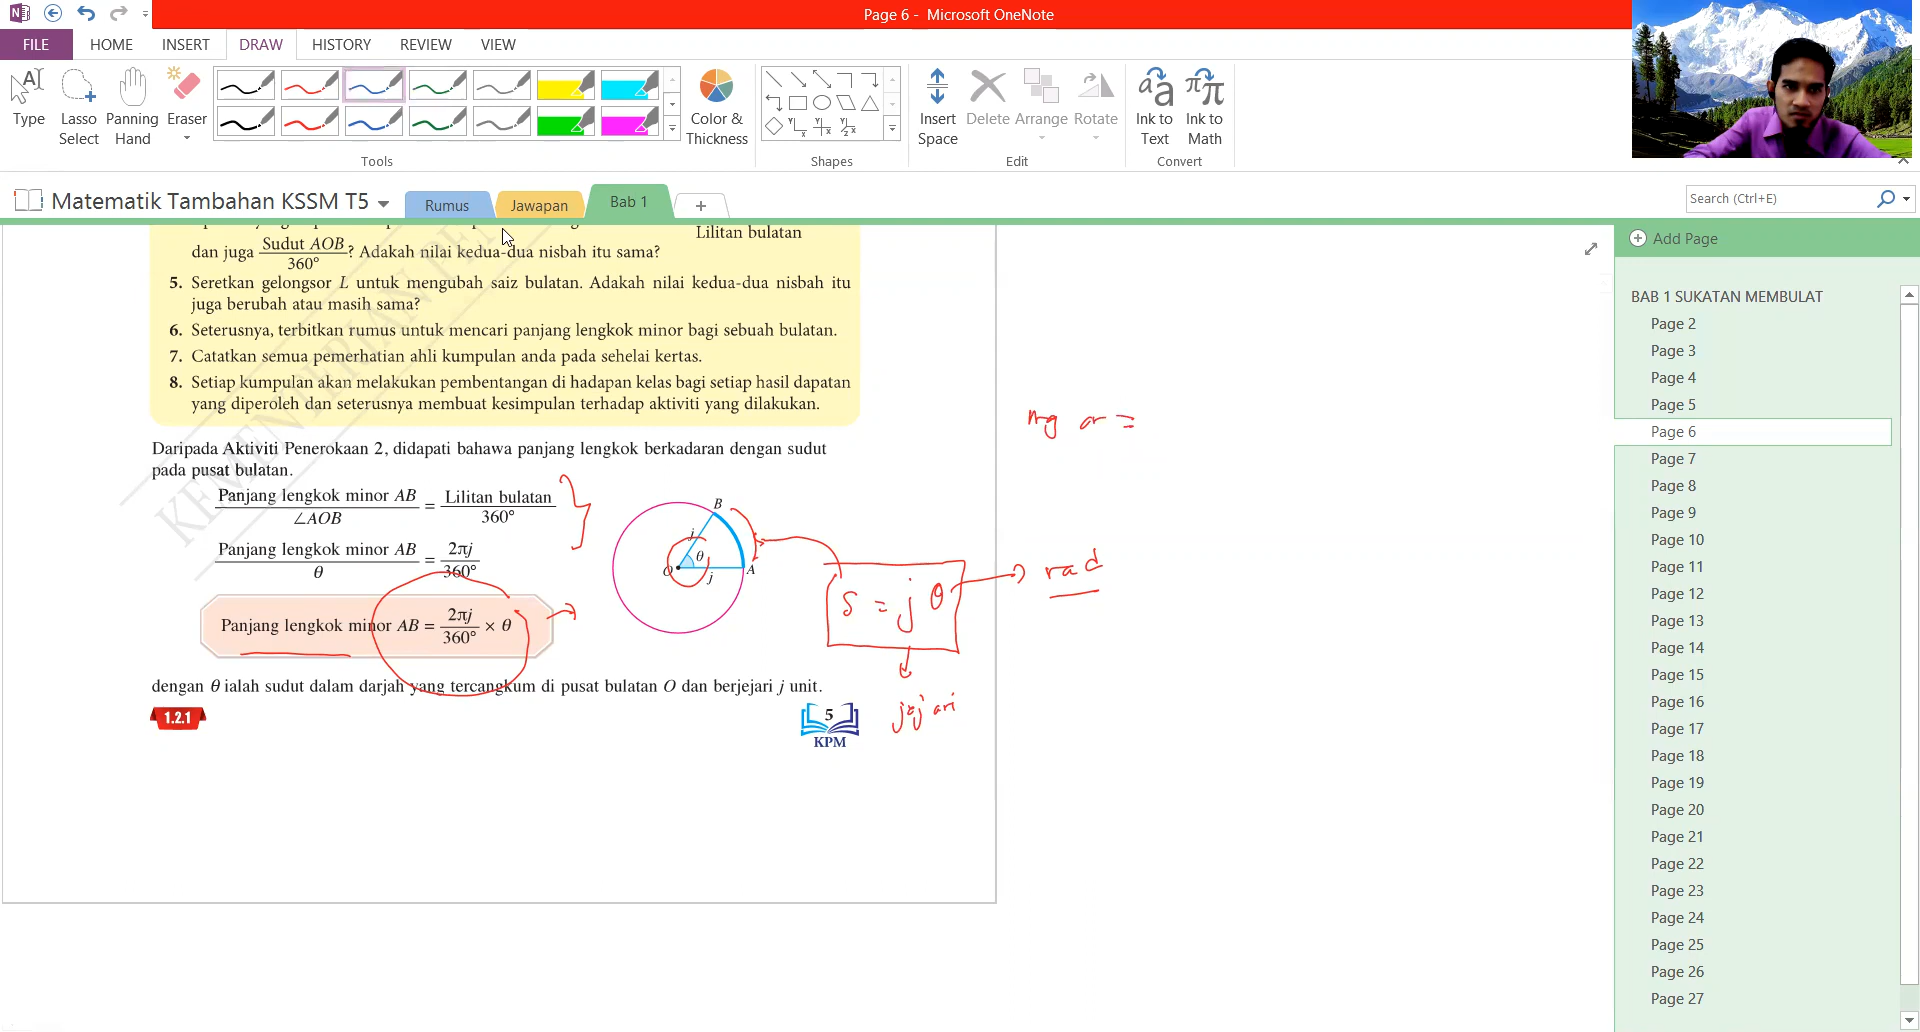 Page 6 - Microsoft OneNote
FILE HOME INSERT DRAW HISTORY REVIEW VIEW
Type
Lasso Select
Panning Hand
Eraser
Color & Thickness
Insert Space
Delete
Arrange
Rotate
Ink to Text
Ink to Math
Tools
Shapes
Edit
Convert
Matematik Tambahan KSSM T5
Rumus
Jawapan
Bab 1
Search (Ctrl+E)
Lilitan bulatan
dan juga Sudut AOB / 360° ? Adakah nilai kedua-dua nisbah itu sama?
5. Seretkan gelongsor L untuk mengubah saiz bulatan. Adakah nilai kedua-dua nisbah itu
juga berubah atau masih sama?
6. Seterusnya, terbitkan rumus untuk mencari panjang lengkok minor bagi sebuah bulatan.
7. Catatkan semua pemerhatian ahli kumpulan anda pada sehelai kertas.
8. Setiap kumpulan akan melakukan pembentangan di hadapan kelas bagi setiap hasil dapatan
yang diperoleh dan seterusnya membuat kesimpulan terhadap aktiviti yang dilakukan.
Daripada Aktiviti Penerokaan 2, didapati bahawa panjang lengkok berkadaran dengan sudut
pada pusat bulatan.
Panjang lengkok minor AB / ∠AOB = Lilitan bulatan / 360°
Panjang lengkok minor AB / θ = 2πj / 360°
Panjang lengkok minor AB = 2πj / 360° × θ
B
j
θ
O
j
A
s = j θ
rad
jejari
dengan θ ialah sudut dalam darjah yang tercangkum di pusat bulatan O dan berjejari j unit.
1.2.1
5
KPM
Add Page
BAB 1 SUKATAN MEMBULAT
Page 2
Page 3
Page 4
Page 5
Page 6
Page 7
Page 8
Page 9
Page 10
Page 11
Page 12
Page 13
Page 14
Page 15
Page 16
Page 17
Page 18
Page 19
Page 20
Page 21
Page 22
Page 23
Page 24
Page 25
Page 26
Page 27